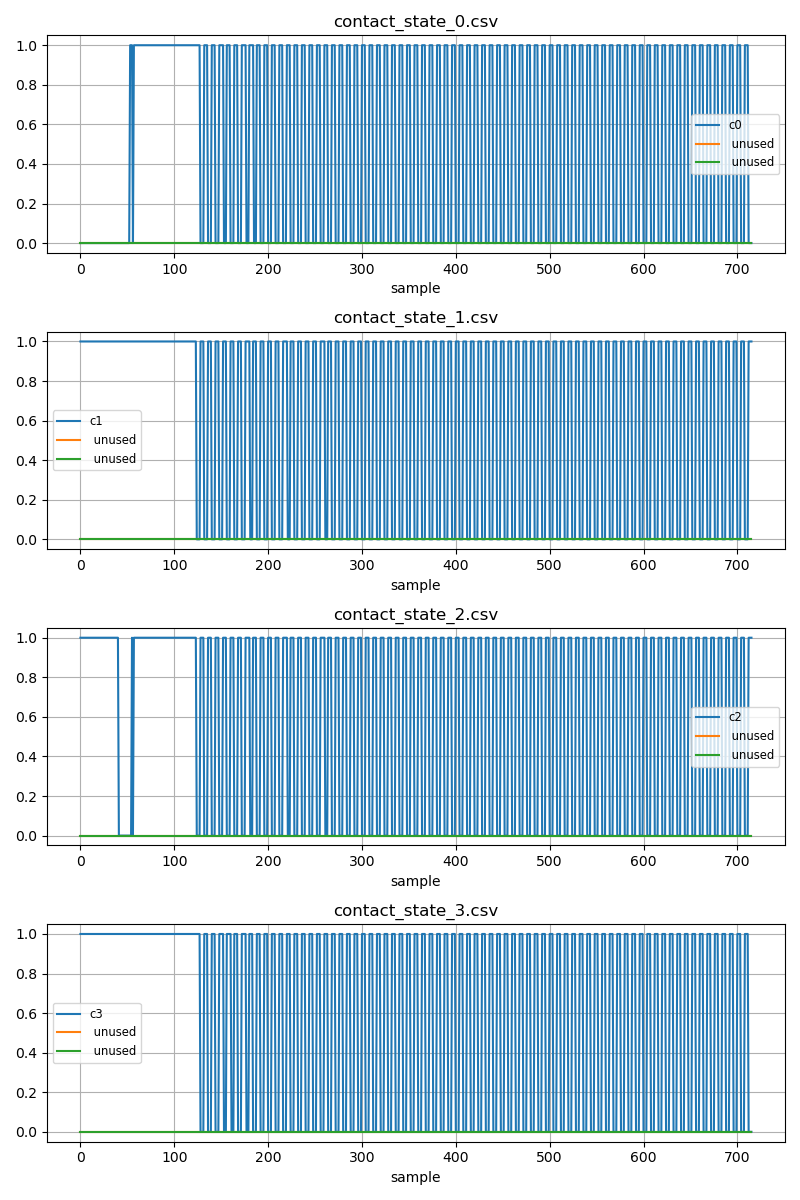 contact_state_0.csv
1.0
0.8
0.6
0.4
0.2
0.0
c0
unused
unused
0 100 200 300 400 500 600 700
sample
contact_state_1.csv
1.0
0.8
0.6
0.4
0.2
0.0
c1
unused
unused
0 100 200 300 400 500 600 700
sample
contact_state_2.csv
1.0
0.8
0.6
0.4
0.2
0.0
c2
unused
unused
0 100 200 300 400 500 600 700
sample
contact_state_3.csv
1.0
0.8
0.6
0.4
0.2
0.0
c3
unused
unused
0 100 200 300 400 500 600 700
sample